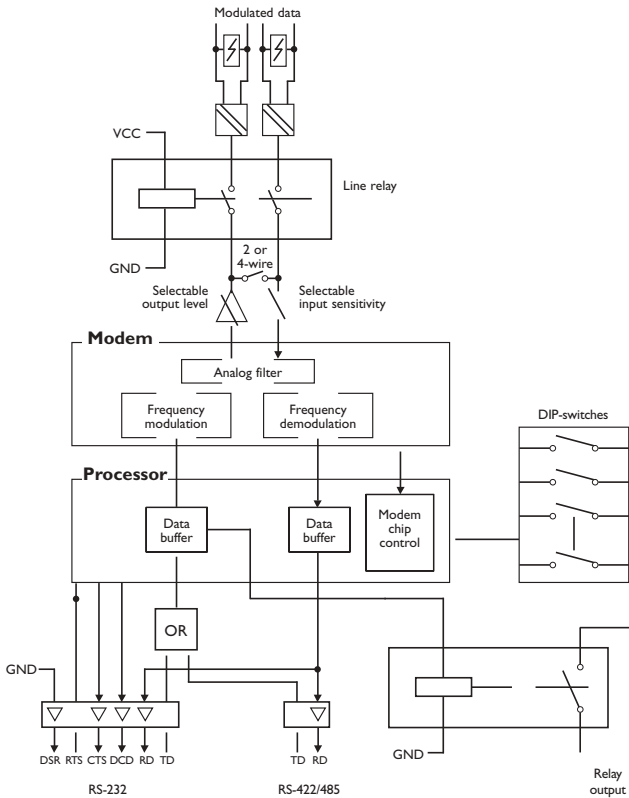 Modulated data
VCC
Line relay
GND
2 or
4-wire
Selectable
output level
Selectable
input sensitivity
Modem
Analog filter
Frequency
modulation
Frequency
demodulation
DIP-switches
Processor
Data
buffer
Data
buffer
Modem
chip
control
OR
GND
GND
DSR RTS CTS DCD RD TD
TD RD
RS-232
RS-422/485
Relay
output